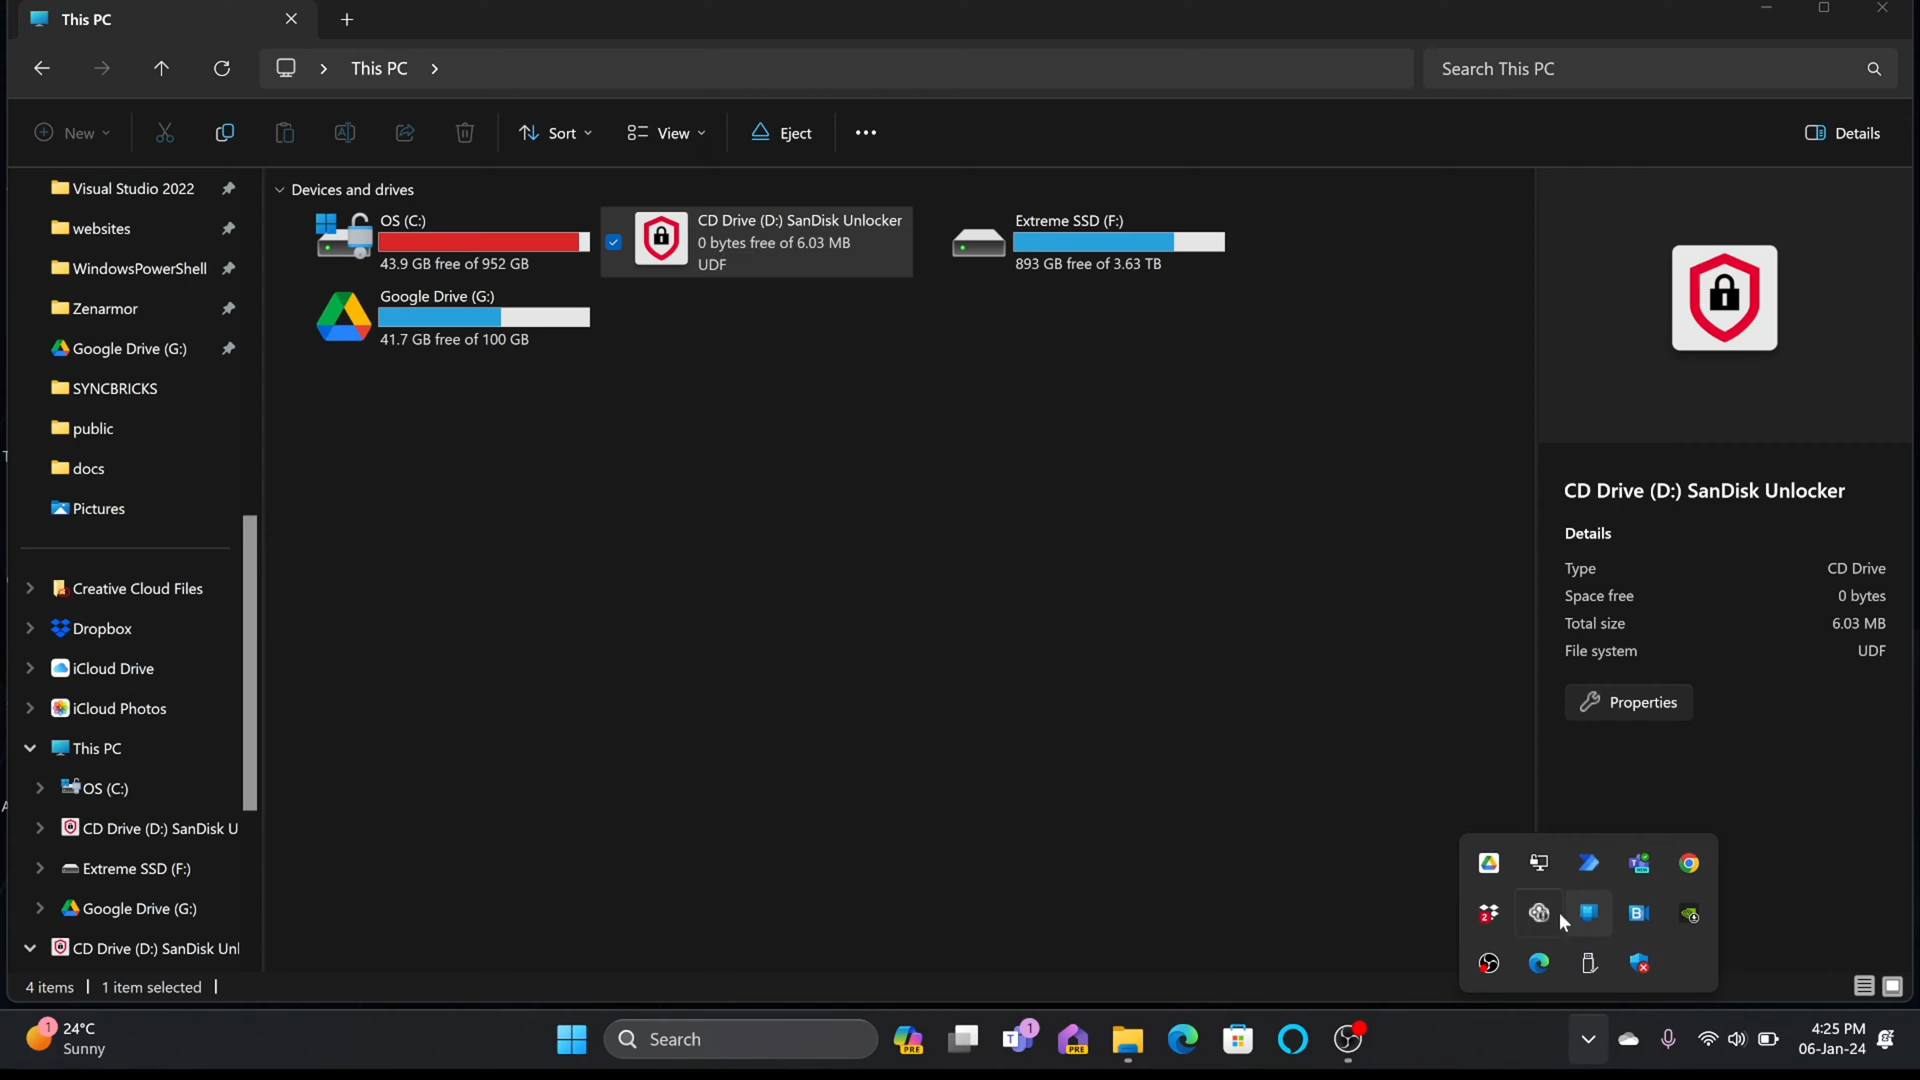 This PC
This PC
Search This PC
New
Sort
View
Eject
Details
Visual Studio 2022
websites
WindowsPowerShell
Zenarmor
Google Drive (G:)
SYNCBRICKS
public
docs
Pictures
Creative Cloud Files
Dropbox
iCloud Drive
iCloud Photos
This PC
OS (C:)
CD Drive (D:) SanDisk U
Extreme SSD (F:)
Google Drive (G:)
CD Drive (D:) SanDisk Unl
Devices and drives
OS (C:)
43.9 GB free of 952 GB
CD Drive (D:) SanDisk Unlocker
0 bytes free of 6.03 MB
UDF
Extreme SSD (F:)
893 GB free of 3.63 TB
Google Drive (G:)
41.7 GB free of 100 GB
CD Drive (D:) SanDisk Unlocker
Details
Type CD Drive
Space free 0 bytes
Total size 6.03 MB
File system UDF
Properties
4 items 1 item selected
1
24°C
Sunny
Search
PRE
1
PRE
4:25 PM
06-Jan-24